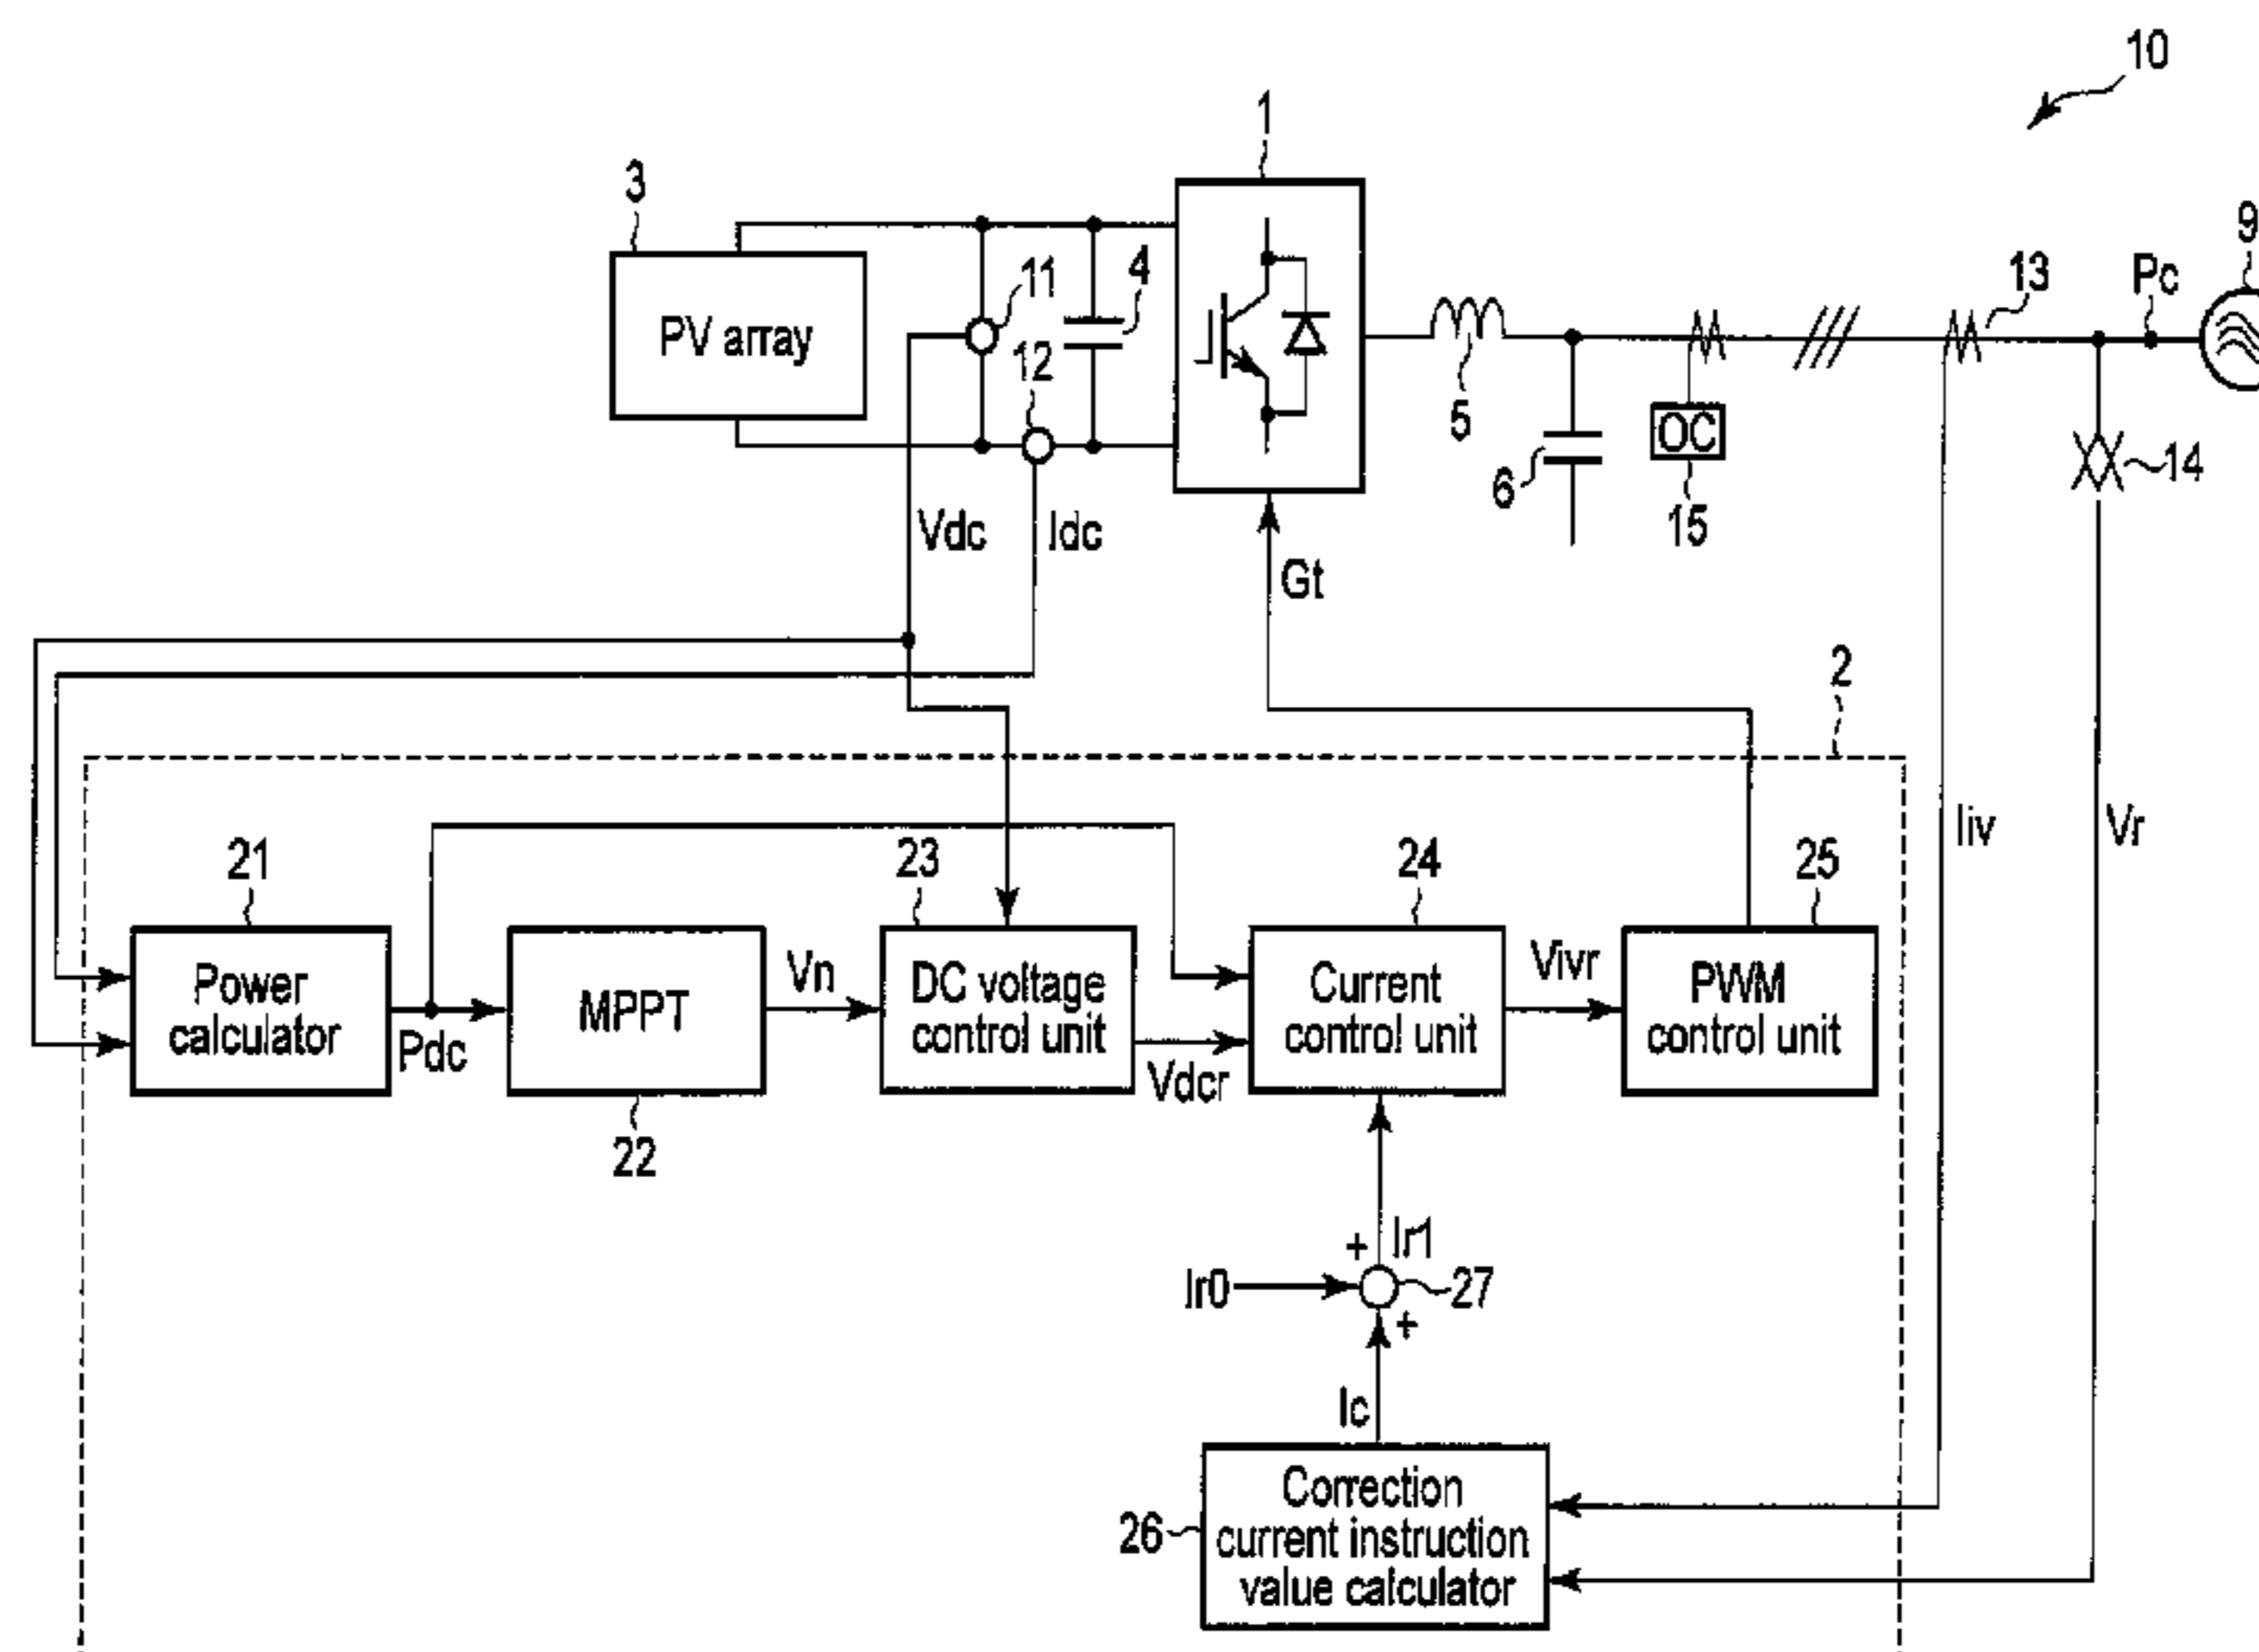 10
1
3
9
13
Pc
11
4
PV array
12
5
OC
14
6
15
Vdc
Idc
Gt
2
Iiv
Vr
21
23
24
25
Power
calculator
Pdc
MPPT
Vn
DC voltage
control unit
Vdcr
Current
control unit
Vivr
PWM
control unit
22
+
Ir1
Ir0
27
+
Ic
26
Correction
current instruction
value calculator